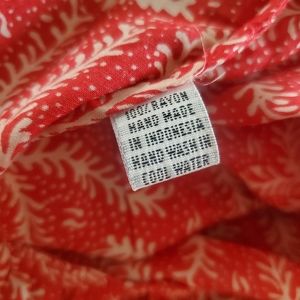 100% RAYON
HAND MADE
IN INDONESIA
HAND WASH IN
COOL WATER